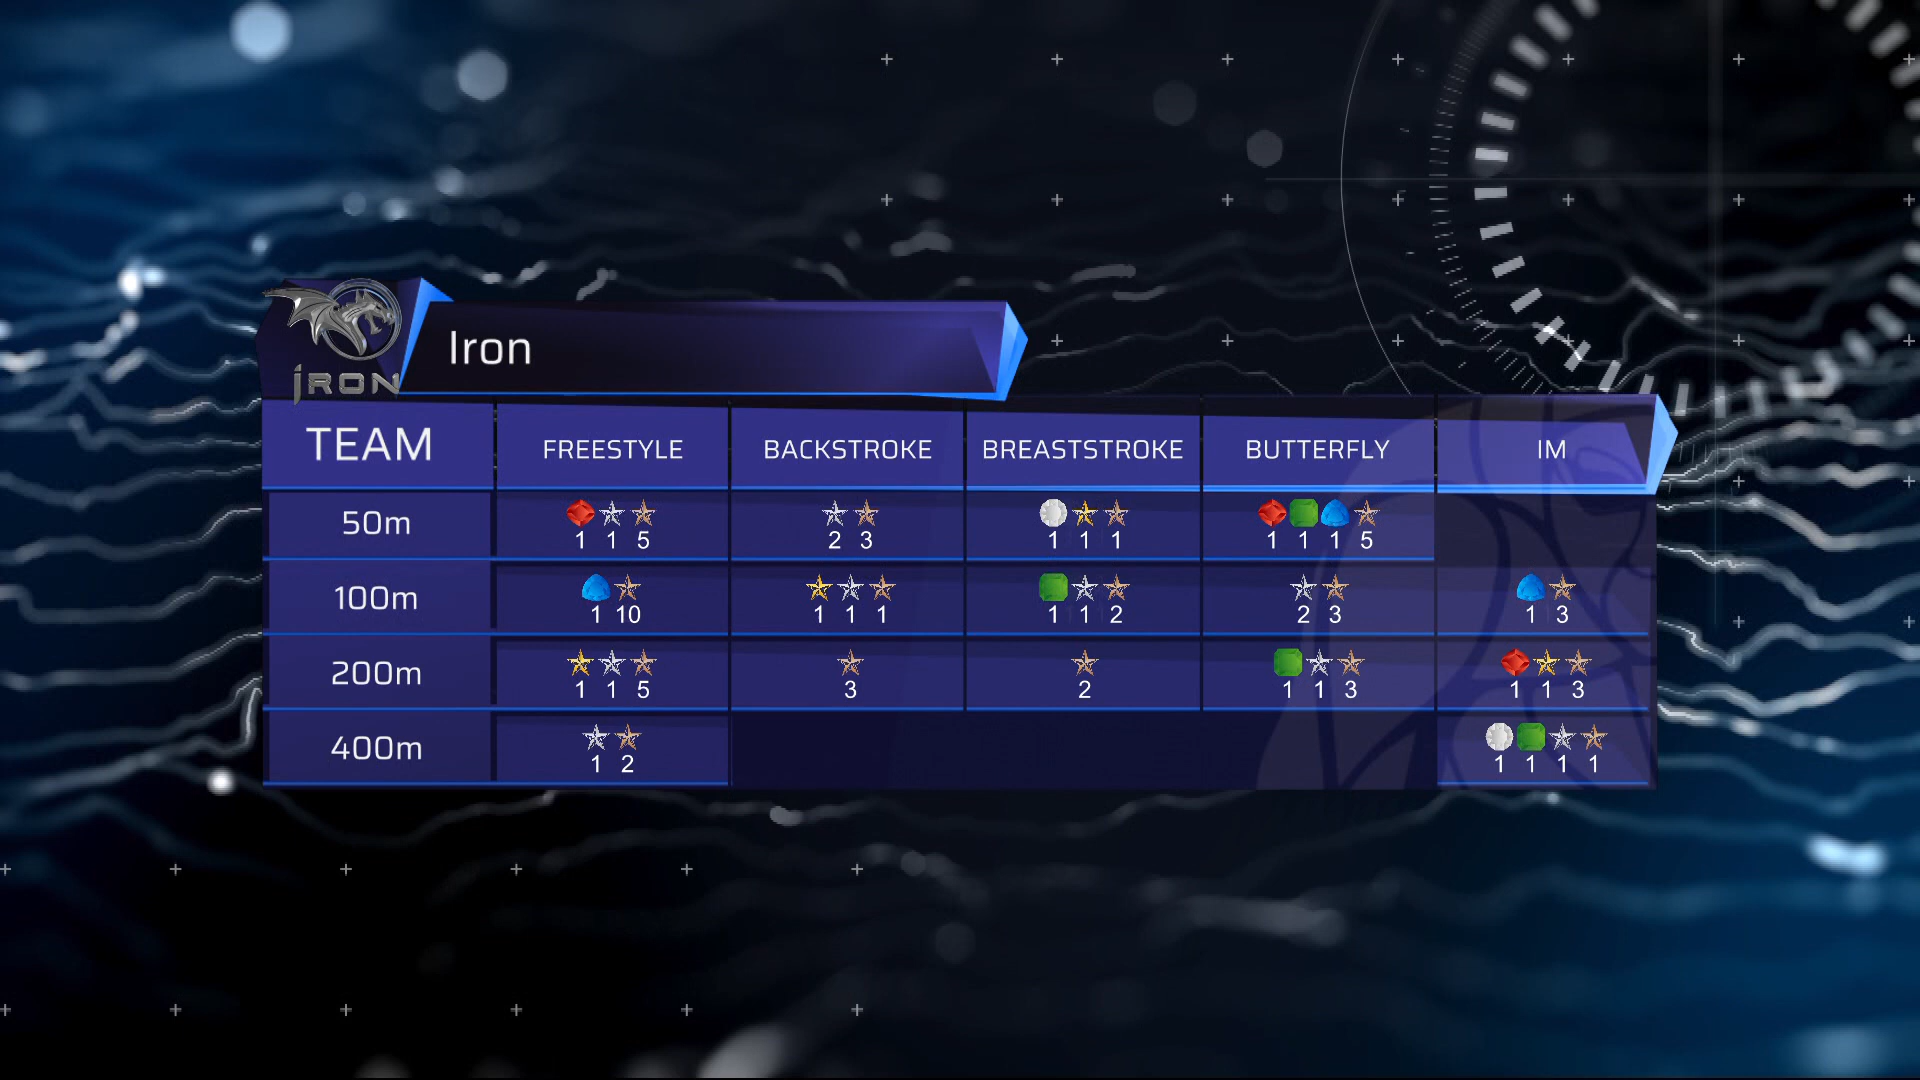 Iron
IRON
TEAM FREESTYLE BACKSTROKE BREASTSTROKE BUTTERFLY IM
50m 1 1 5 2 3 1 1 1 1 1 1 5
100m 1 10 1 1 1 1 1 2 2 3 1 3
200m 1 1 5 3 2 1 1 3 1 1 3
400m 1 2 1 1 1 1